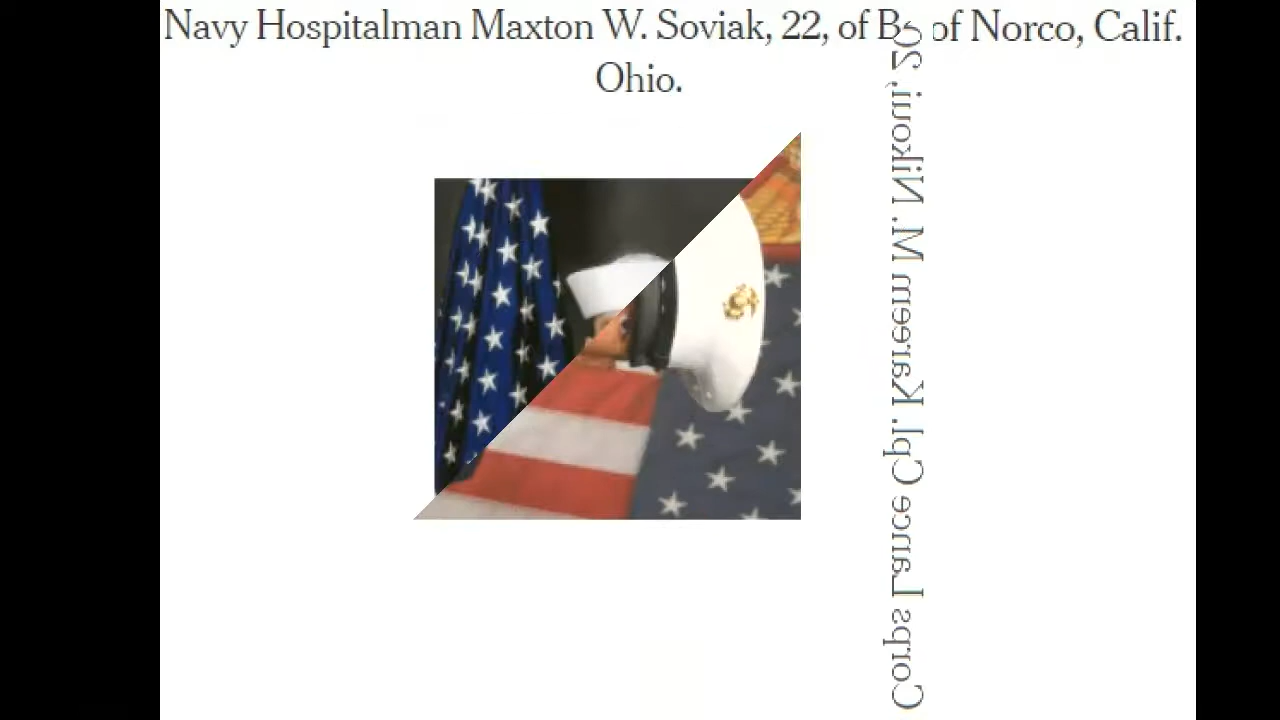 Navy Hospitalman Maxton W. Soviak, 22, of B
of Norco, Calif.
Ohio.
Corps Lance Cpl. Kareem M. Nikoui, 20,